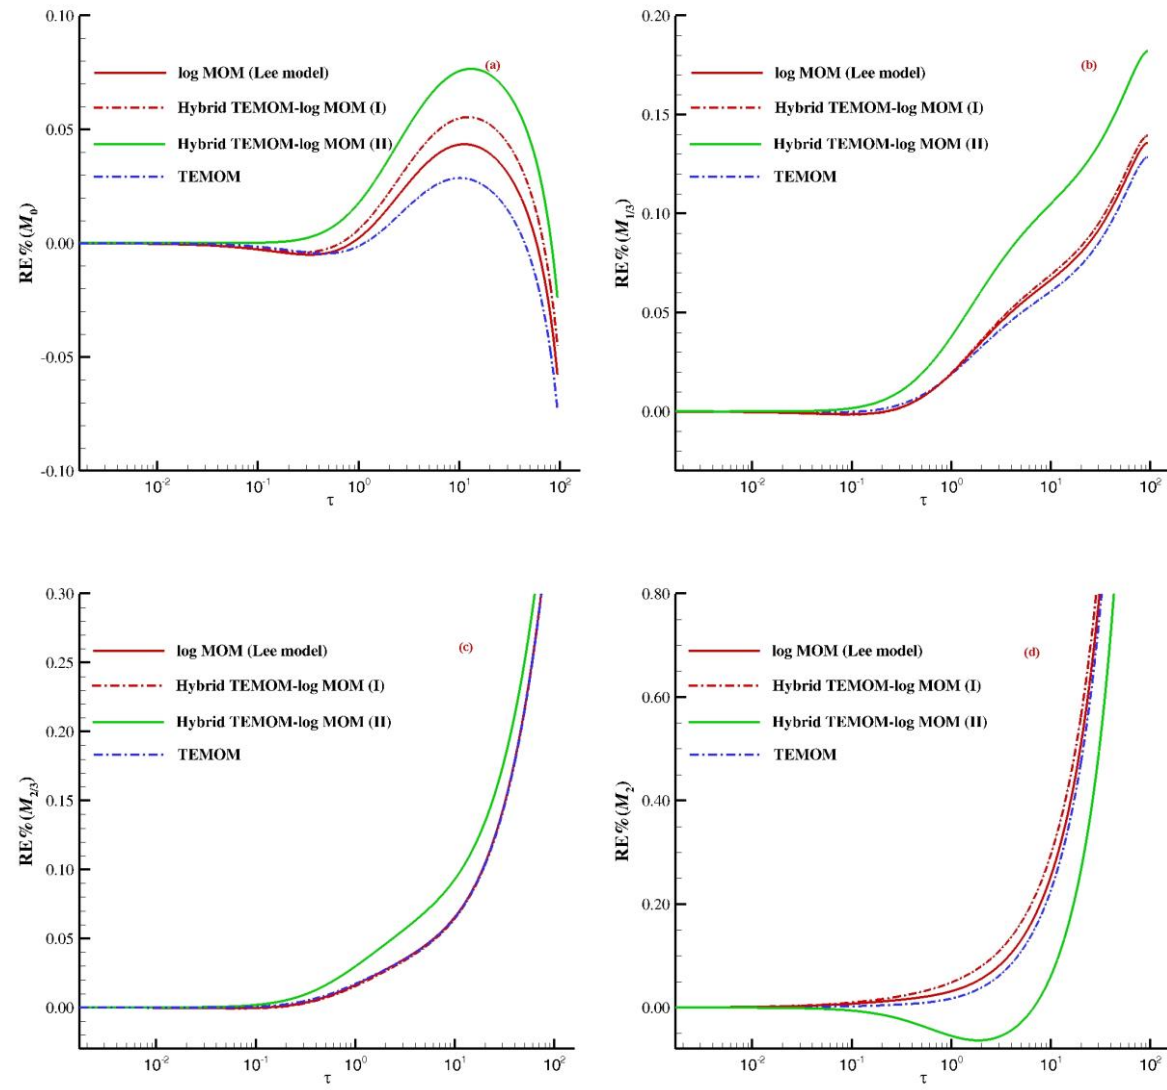 0.10
0.05
0.00
-0.05
-0.10
RE%(M0)
log MOM (Lee model)
Hybrid TEMOM-log MOM (I)
Hybrid TEMOM-log MOM (II)
TEMOM
(a)
10-2
10-1
100
101
102
τ
0.20
0.15
0.10
0.05
0.00
RE%(M1/3)
log MOM (Lee model)
Hybrid TEMOM-log MOM (I)
Hybrid TEMOM-log MOM (II)
TEMOM
(b)
10-2
10-1
100
101
102
τ
0.30
0.25
0.20
0.15
0.10
0.05
0.00
RE%(M2/3)
log MOM (Lee model)
Hybrid TEMOM-log MOM (I)
Hybrid TEMOM-log MOM (II)
TEMOM
(c)
10-2
10-1
100
101
102
τ
0.80
0.60
0.40
0.20
0.00
RE%(M2)
log MOM (Lee model)
Hybrid TEMOM-log MOM (I)
Hybrid TEMOM-log MOM (II)
TEMOM
(d)
10-2
10-1
100
101
102
τ